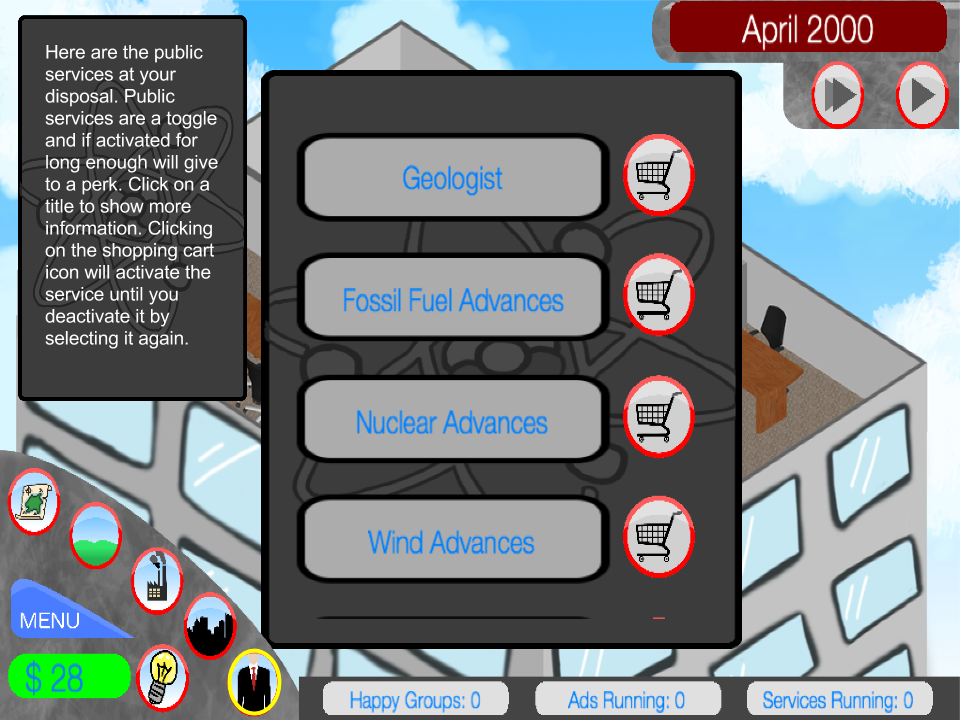 Here are the public
services at your
disposal. Public
services are a toggle
and if activated for
long enough will give
to a perk. Click on a
title to show more
information. Clicking
on the shopping cart
icon will activate the
service until you
deactivate it by
selecting it again.
April 2000
Geologist
Fossil Fuel Advances
Nuclear Advances
Wind Advances
MENU
$ 28
Happy Groups: 0
Ads Running: 0
Services Running: 0